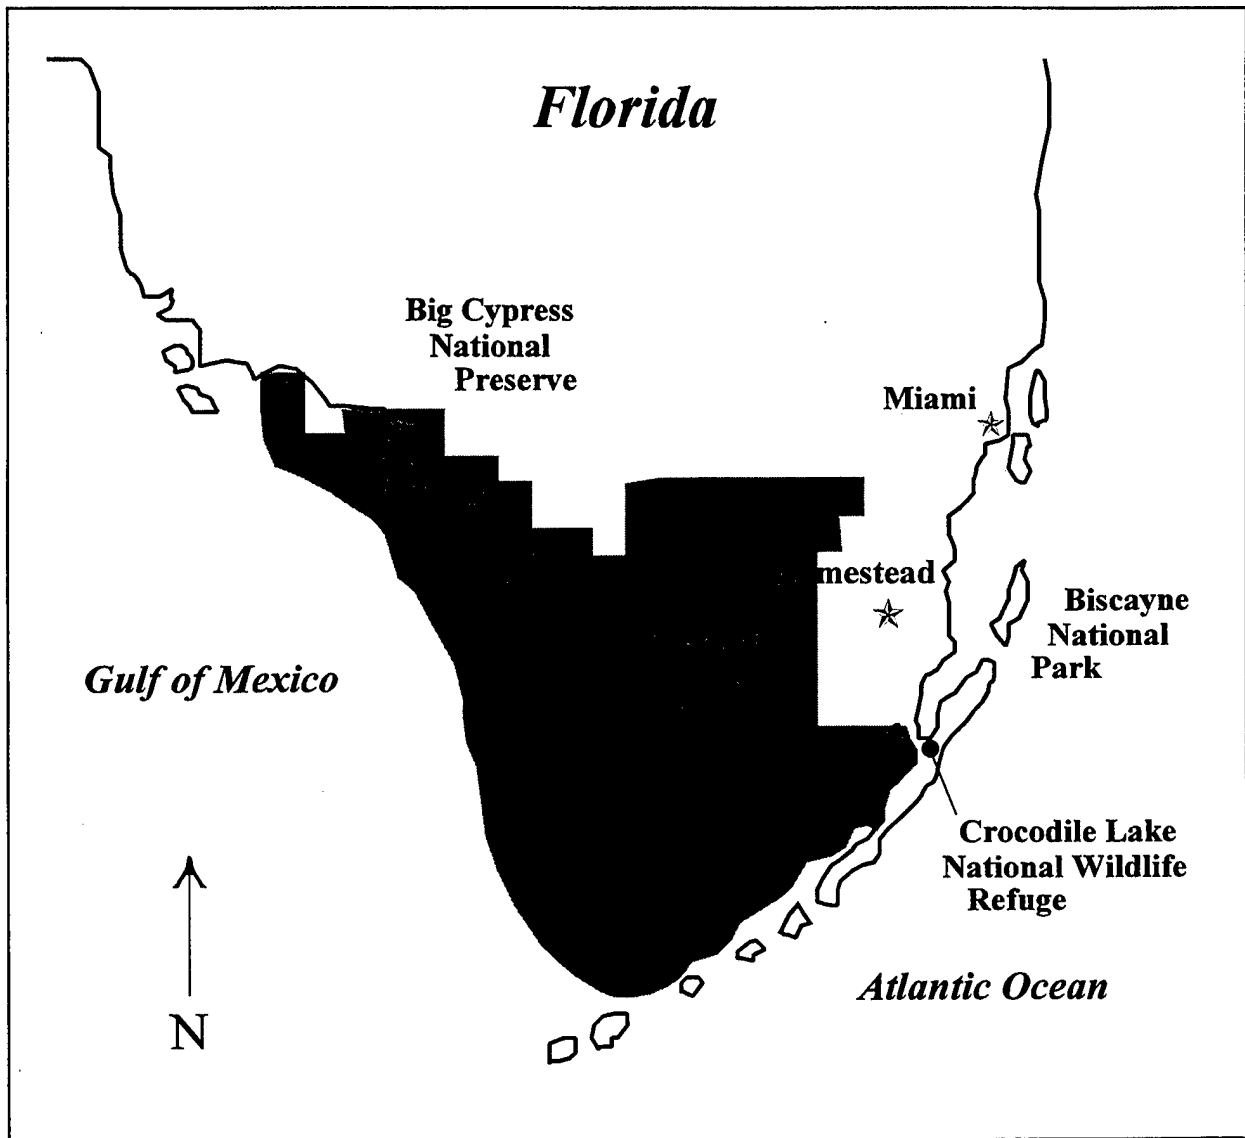 Florida
Big Cypress
National
Preserve
Miami
mestead
Biscayne
National
Park
Gulf of Mexico
Crocodile Lake
National Wildlife
Refuge
Atlantic Ocean
N